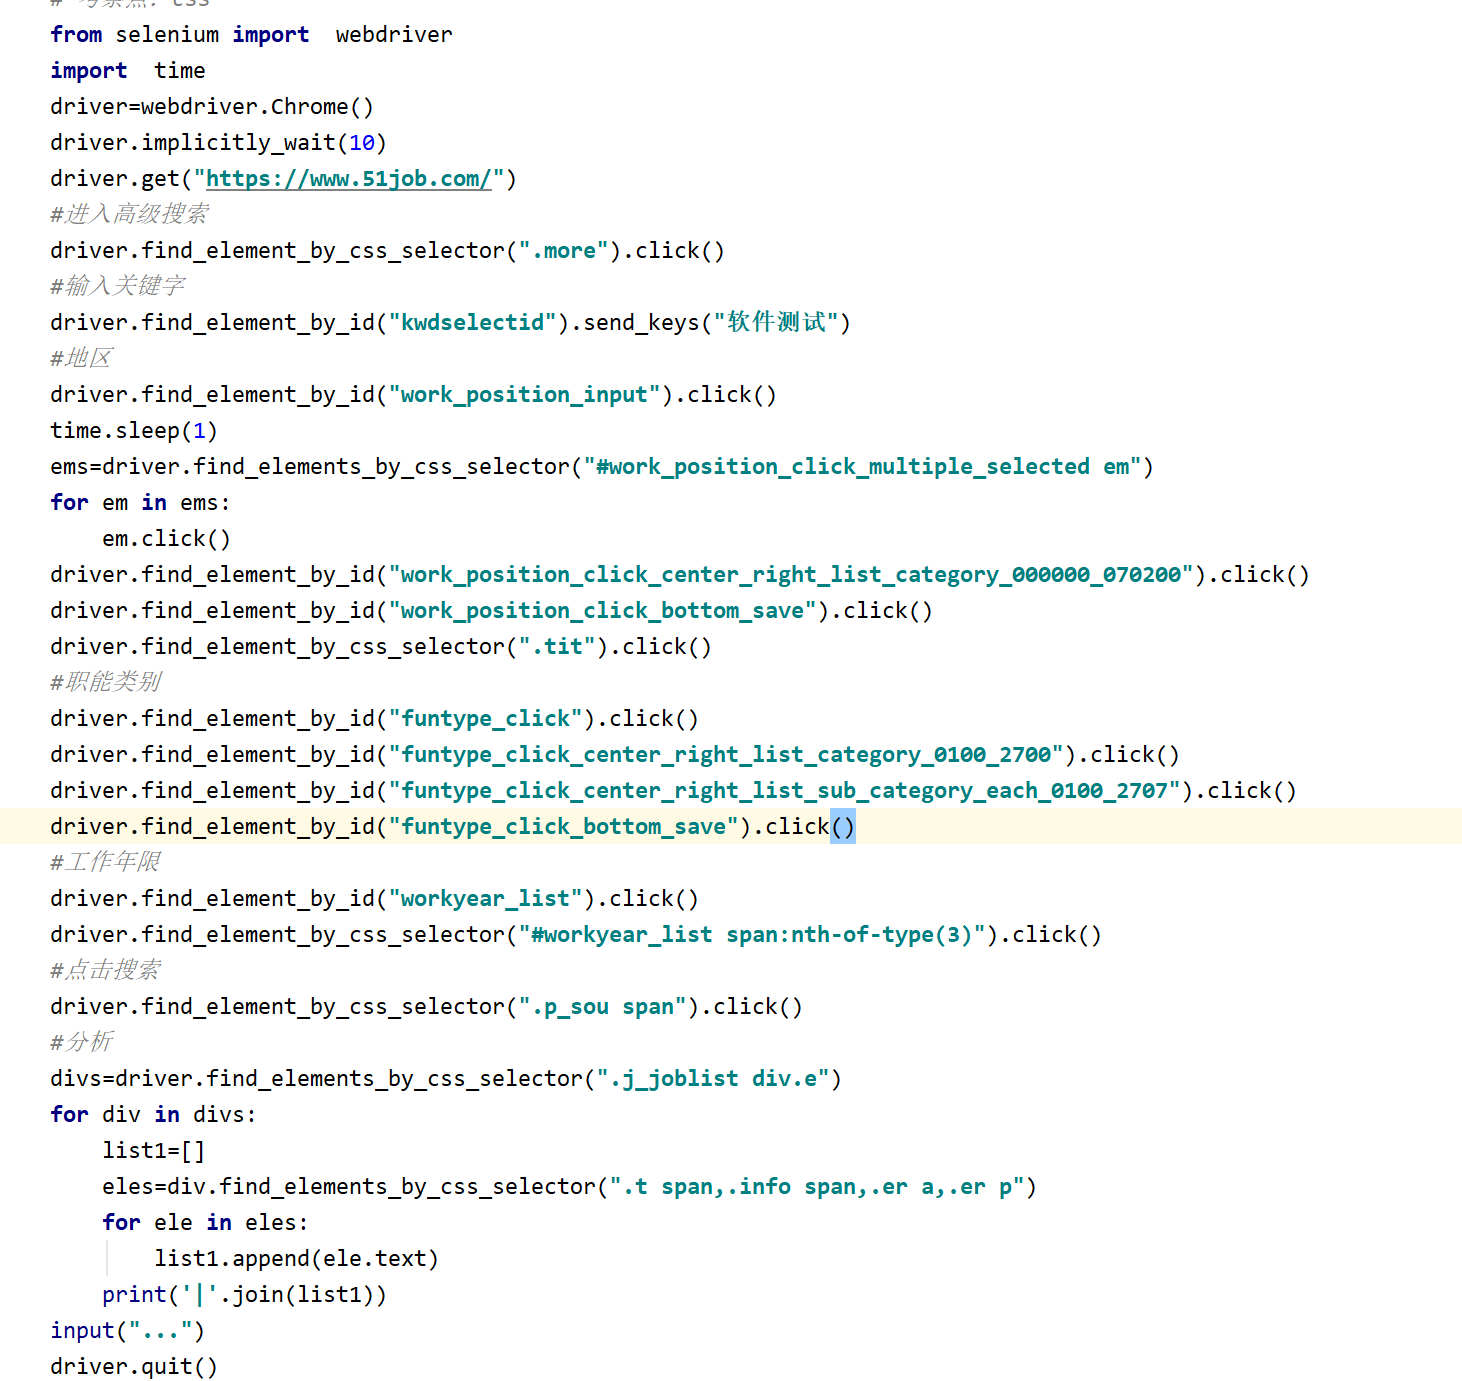 from selenium import  webdriver
import  time
driver=webdriver.Chrome()
driver.implicitly_wait(10)
driver.get("https://www.51job.com/")
#进入高级搜索
driver.find_element_by_css_selector(".more").click()
#输入关键字
driver.find_element_by_id("kwdselectid").send_keys("软件测试")
#地区
driver.find_element_by_id("work_position_input").click()
time.sleep(1)
ems=driver.find_elements_by_css_selector("#work_position_click_multiple_selected em")
for em in ems:
    em.click()
driver.find_element_by_id("work_position_click_center_right_list_category_000000_070200").click()
driver.find_element_by_id("work_position_click_bottom_save").click()
driver.find_element_by_css_selector(".tit").click()
#职能类别
driver.find_element_by_id("funtype_click").click()
driver.find_element_by_id("funtype_click_center_right_list_category_0100_2700").click()
driver.find_element_by_id("funtype_click_center_right_list_sub_category_each_0100_2707").click()
driver.find_element_by_id("funtype_click_bottom_save").click()
#工作年限
driver.find_element_by_id("workyear_list").click()
driver.find_element_by_css_selector("#workyear_list span:nth-of-type(3)").click()
#点击搜索
driver.find_element_by_css_selector(".p_sou span").click()
#分析
divs=driver.find_elements_by_css_selector(".j_joblist div.e")
for div in divs:
    list1=[]
    eles=div.find_elements_by_css_selector(".t span,.info span,.er a,.er p")
    for ele in eles:
        list1.append(ele.text)
    print('|'.join(list1))
input("...")
driver.quit()